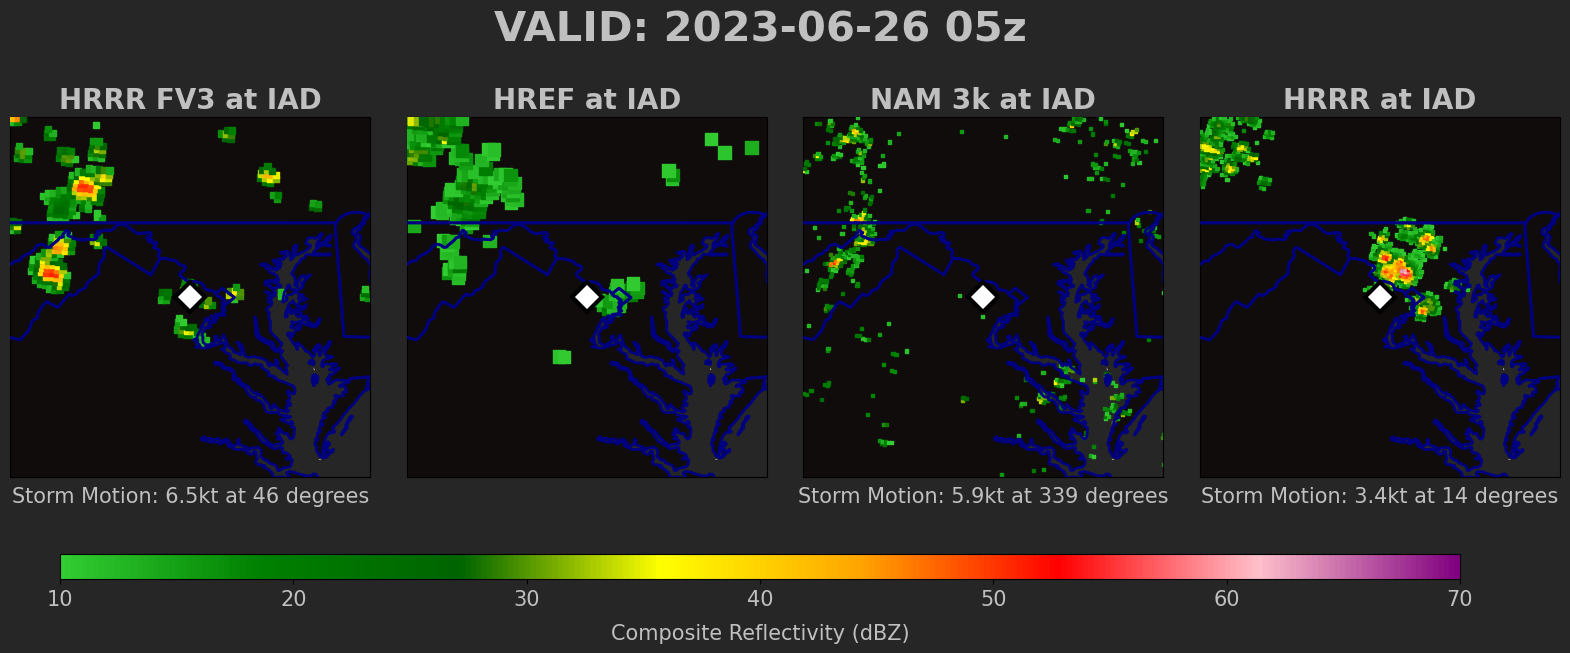 VALID: 2023-06-26 05z
HRRR FV3 at IAD
HREF at IAD
NAM 3k at IAD
HRRR at IAD
Storm Motion: 6.5kt at 46 degrees
Storm Motion: 5.9kt at 339 degrees
Storm Motion: 3.4kt at 14 degrees
10 20 30 40 50 60 70
Composite Reflectivity (dBZ)